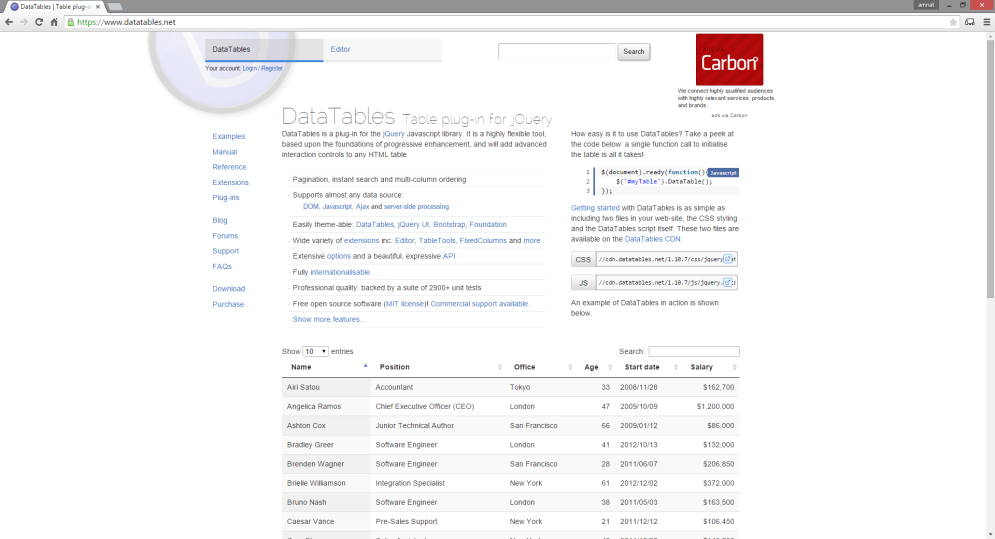 DataTables | Table plug-in
amnat
https://www.datatables.net
DataTables
Editor
Search
Your account: Login / Register
Carbon
We connect highly qualified audiences
with highly relevant services, products,
and brands.
ads via Carbon
DataTables Table plug-in for jQuery
Examples
Manual
Reference
Extensions
Plug-ins
Blog
Forums
Support
FAQs
Download
Purchase
DataTables is a plug-in for the jQuery Javascript library. It is a highly flexible tool,
based upon the foundations of progressive enhancement, and will add advanced
interaction controls to any HTML table.
Pagination, instant search and multi-column ordering
Supports almost any data source:
DOM, Javascript, Ajax and server-side processing
Easily theme-able: DataTables, jQuery UI, Bootstrap, Foundation
Wide variety of extensions inc. Editor, TableTools, FixedColumns and more
Extensive options and a beautiful, expressive API
Fully internationalisable
Professional quality: backed by a suite of 2900+ unit tests
Free open source software (MIT license)! Commercial support available.
Show more features...
How easy is it to use DataTables? Take a peek at
the code below: a single function call to initialise
the table is all it takes!
1 $(document).ready(function() Javascript
2 $('#myTable').DataTable();
3 });
Getting started with DataTables is as simple as
including two files in your web-site, the CSS styling
and the DataTables script itself. These two files are
available on the DataTables CDN:
CSS //cdn.datatables.net/1.10.7/css/jquery
JS //cdn.datatables.net/1.10.7/js/jquery.
An example of DataTables in action is shown
below.
Show 10 entries
Search:
Name Position Office Age Start date Salary
Airi Satou Accountant Tokyo 33 2008/11/28 $162,700
Angelica Ramos Chief Executive Officer (CEO) London 47 2009/10/09 $1,200,000
Ashton Cox Junior Technical Author San Francisco 66 2009/01/12 $86,000
Bradley Greer Software Engineer London 41 2012/10/13 $132,000
Brenden Wagner Software Engineer San Francisco 28 2011/06/07 $206,850
Brielle Williamson Integration Specialist New York 61 2012/12/02 $372,000
Bruno Nash Software Engineer London 38 2011/05/03 $163,500
Caesar Vance Pre-Sales Support New York 21 2011/12/12 $106,450